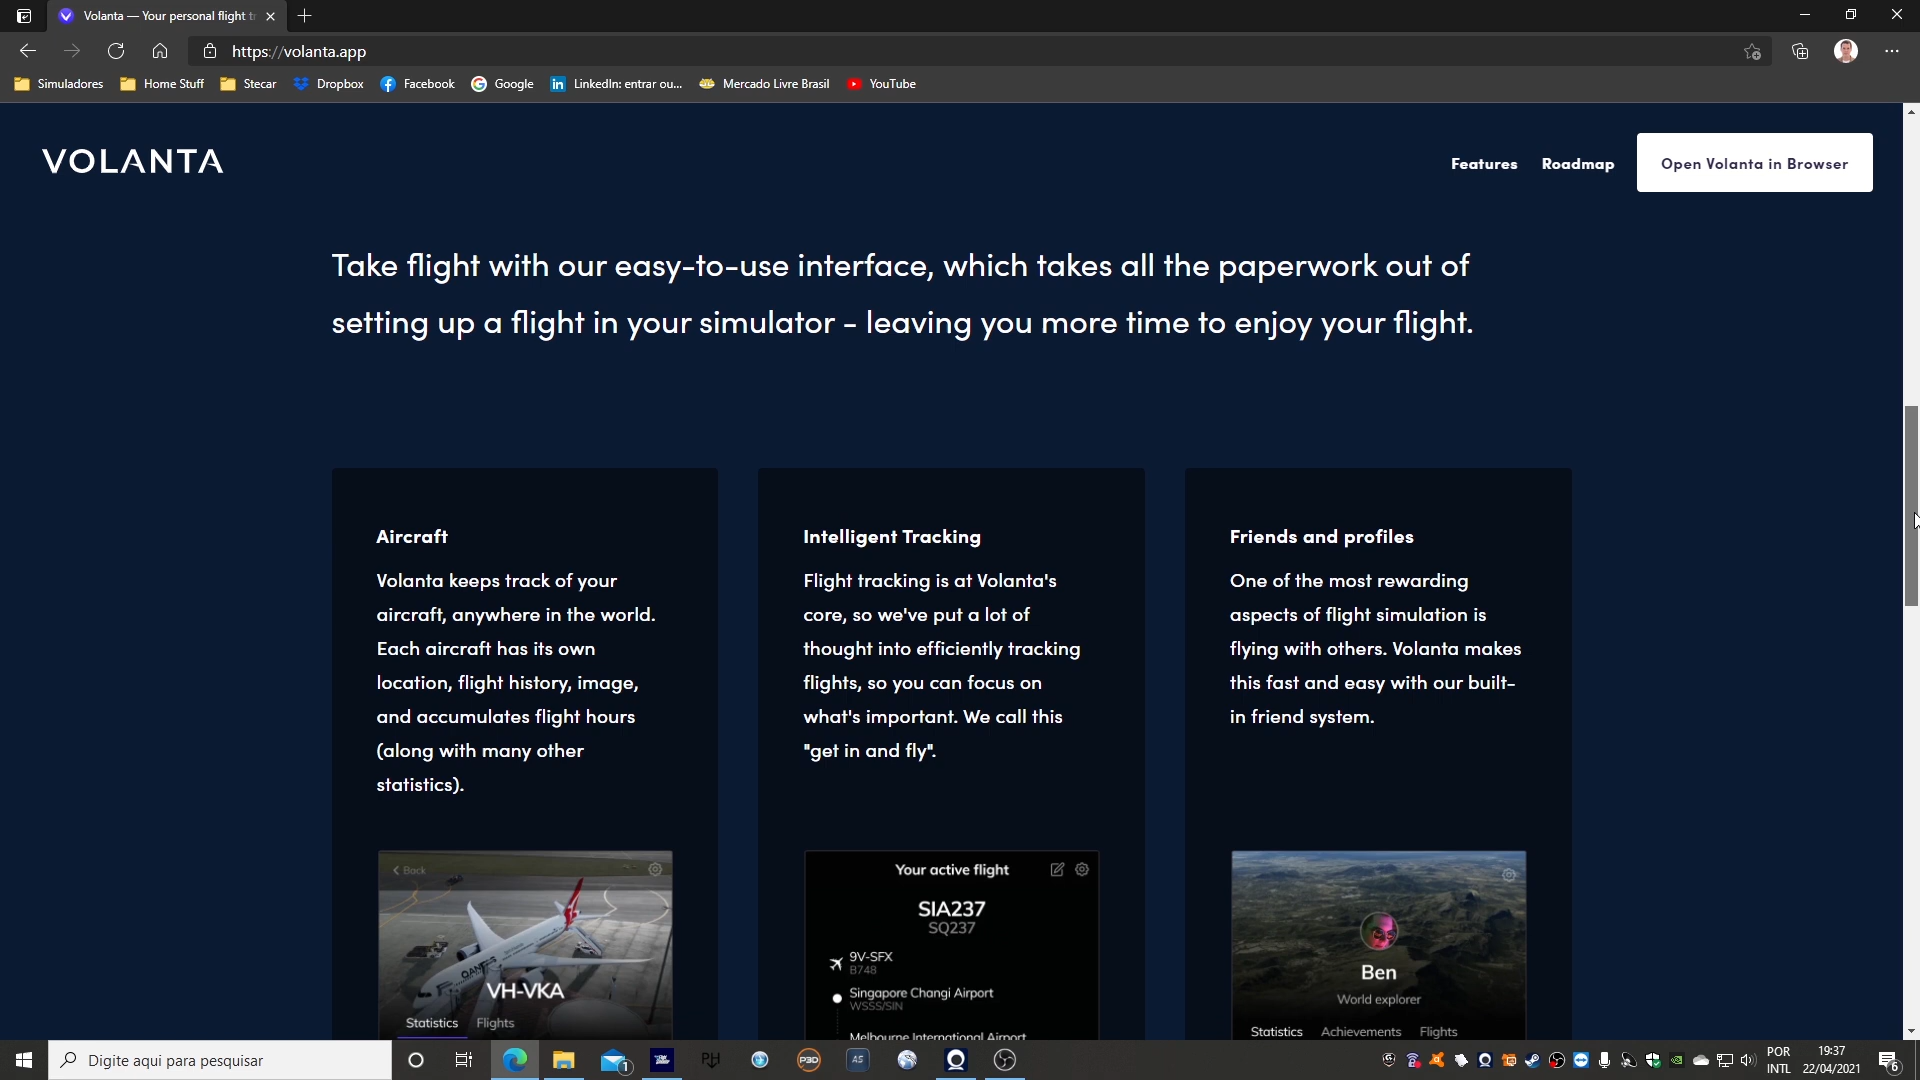 Volanta — Your personal flight tr
https://volanta.app
Simuladores
Home Stuff
Stecar
Dropbox
Facebook
Google
LinkedIn: entrar ou...
Mercado Livre Brasil
YouTube
VOLANTA
Features
Roadmap
Open Volanta in Browser
Take flight with our easy-to-use interface, which takes all the paperwork out of
setting up a flight in your simulator - leaving you more time to enjoy your flight.
Aircraft
Volanta keeps track of your
aircraft, anywhere in the world.
Each aircraft has its own
location, flight history, image,
and accumulates flight hours
(along with many other
statistics).
Back
QANTAS
VH-VKA
Statistics
Flights
Intelligent Tracking
Flight tracking is at Volanta's
core, so we've put a lot of
thought into efficiently tracking
flights, so you can focus on
what's important. We call this
"get in and fly".
Your active flight
SIA237
SQ237
9V-SFX
B748
Singapore Changi Airport
WSSS/SIN
Melbourne International Airport
Friends and profiles
One of the most rewarding
aspects of flight simulation is
flying with others. Volanta makes
this fast and easy with our built-
in friend system.
Ben
World explorer
Statistics
Achievements
Flights
Digite aqui para pesquisar
1
P3D
AS
POR
INTL
19:37
22/04/2021
6